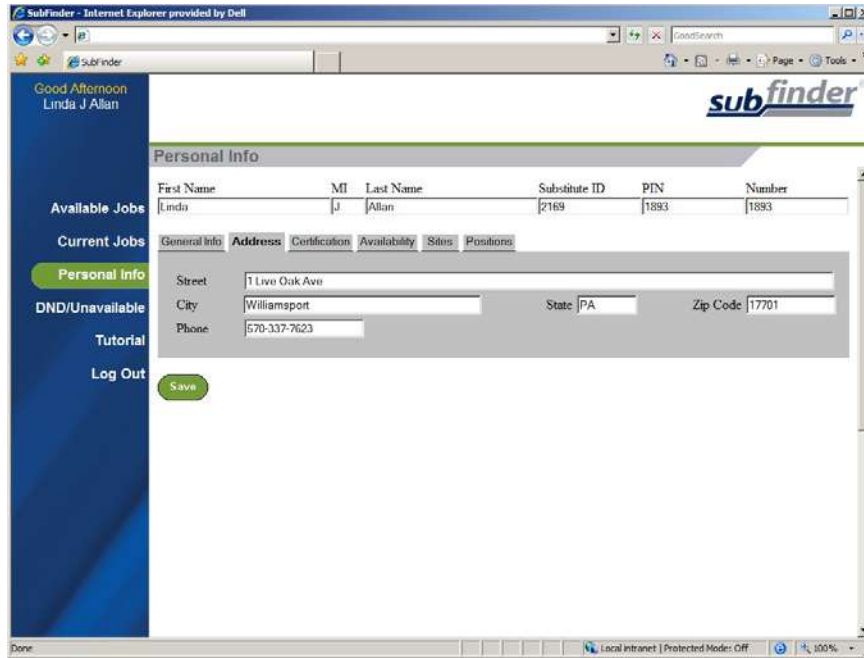 SubFinder - Internet Explorer provided by Dell
GoodSearch
SubFinder
Page
Tools
Good Afternoon
Linda J Allan
subfinder
Personal Info
First Name MI Last Name Substitute ID PIN Number
Linda J Allan 2169 1893 1893
Available Jobs
Current Jobs
Personal Info
DND/Unavailable
Tutorial
Log Out
General Info Address Certification Availability Sites Positions
Street 1 Live Oak Ave
City Williamsport State PA Zip Code 17701
Phone 570-337-7623
Save
Done Local intranet | Protected Mode: Off 100%